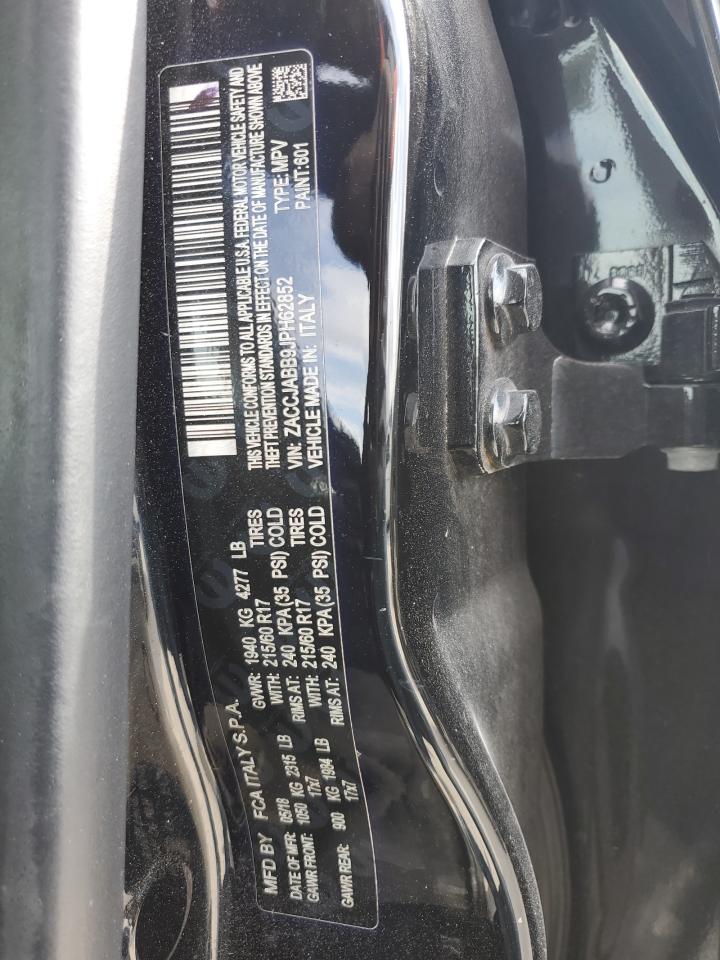 MFD BY FCA ITALY S.P.A.
DATE OF MFR: 05/18 GVWR: 1940 KG 4277 LB
GAWR FRONT: 1050 KG 2315 LB WITH: 215/60 R17 TIRES
17x7 RIMS AT: 240 KPA(35 PSI) COLD
GAWR REAR: 900 KG 1984 LB WITH: 215/60 R17 TIRES
17x7 RIMS AT: 240 KPA(35 PSI) COLD
THIS VEHICLE CONFORMS TO ALL APPLICABLE U.S.A. FEDERAL MOTOR VEHICLE SAFETY AND
THEFT PREVENTION STANDARDS IN EFFECT ON THE DATE OF MANUFACTURE SHOWN ABOVE
VIN: ZACCJABB9JPH62852 TYPE: MPV
VEHICLE MADE IN: ITALY PAINT:601